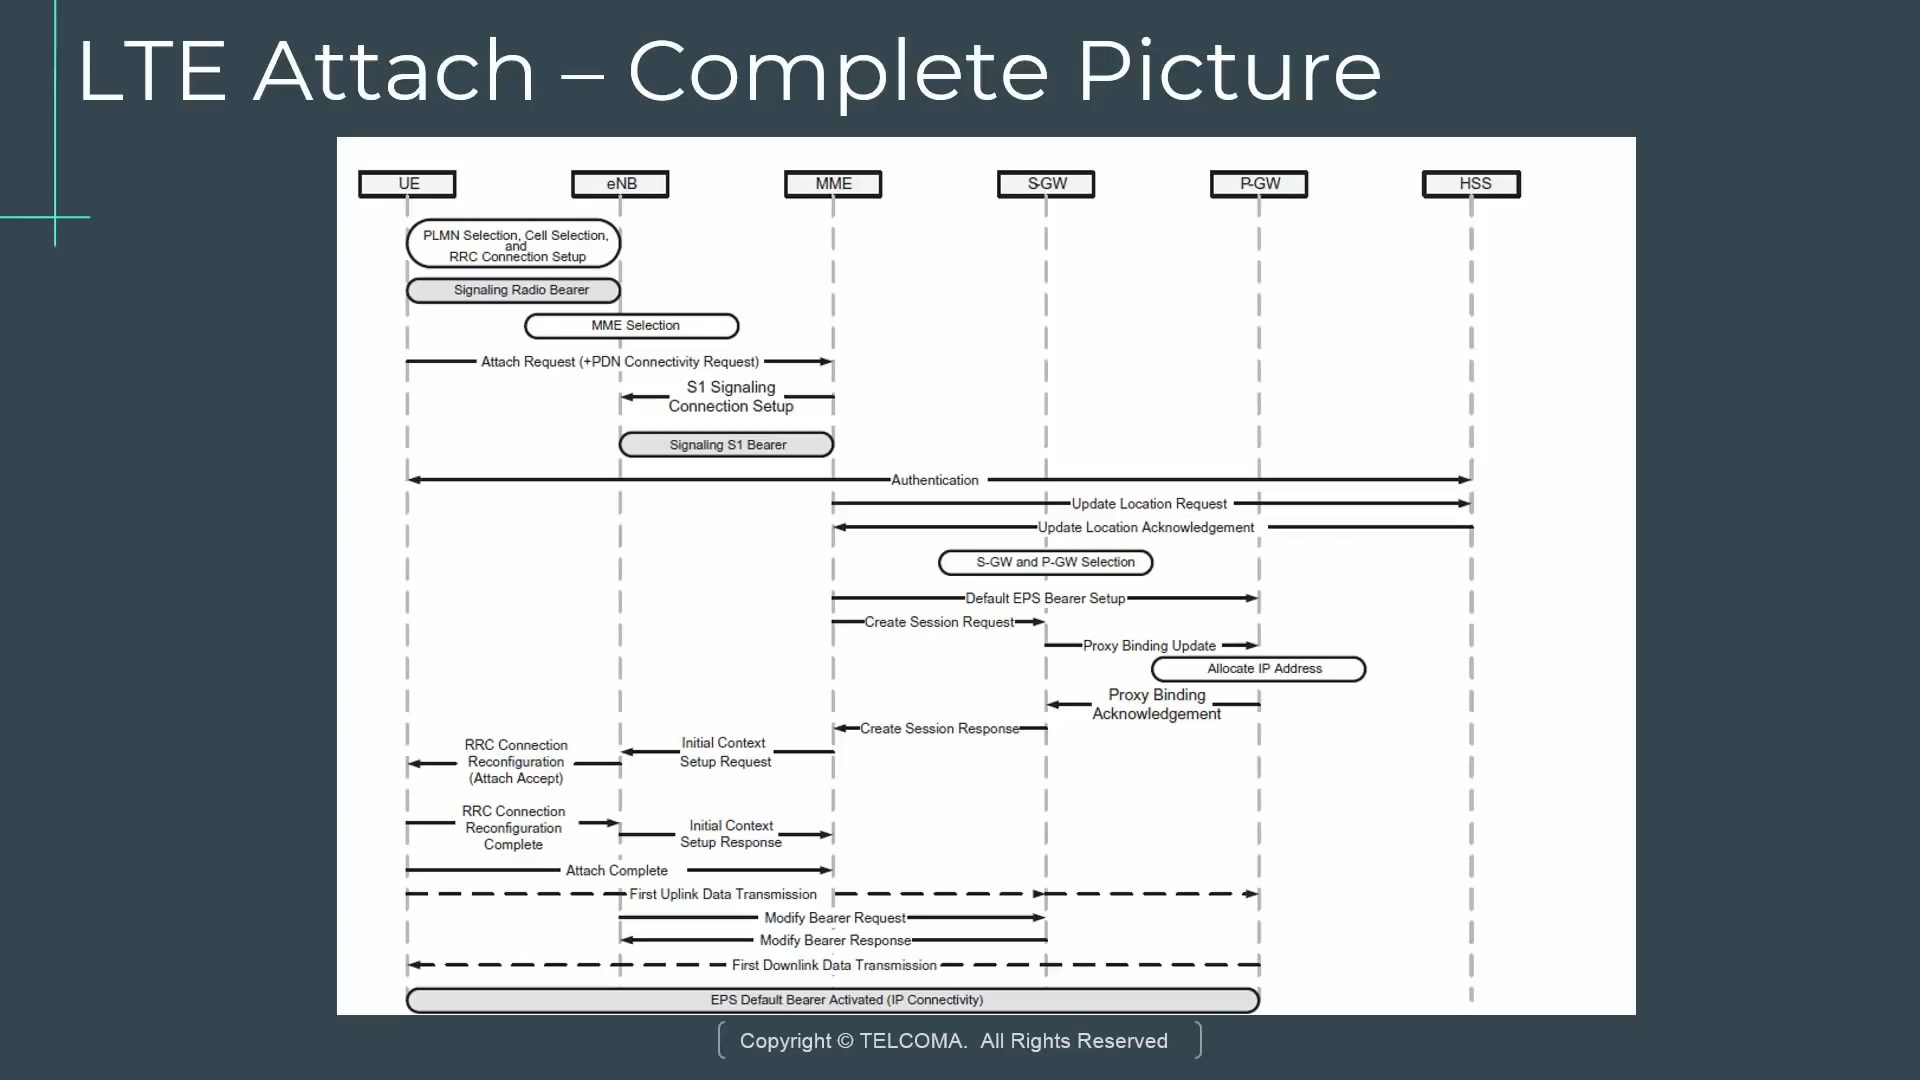 LTE Attach – Complete Picture
UE
eNB
MME
S-GW
P-GW
HSS
PLMN Selection, Cell Selection,
and
RRC Connection Setup
Signaling Radio Bearer
MME Selection
Attach Request (+PDN Connectivity Request)
S1 Signaling
Connection Setup
Signaling S1 Bearer
Authentication
Update Location Request
Update Location Acknowledgement
S-GW and P-GW Selection
Default EPS Bearer Setup
Create Session Request
Proxy Binding Update
Allocate IP Address
Proxy Binding
Acknowledgement
Create Session Response
Initial Context
Setup Request
RRC Connection
Reconfiguration
(Attach Accept)
RRC Connection
Reconfiguration
Complete
Initial Context
Setup Response
Attach Complete
First Uplink Data Transmission
Modify Bearer Request
Modify Bearer Response
First Downlink Data Transmission
EPS Default Bearer Activated (IP Connectivity)
Copyright © TELCOMA. All Rights Reserved